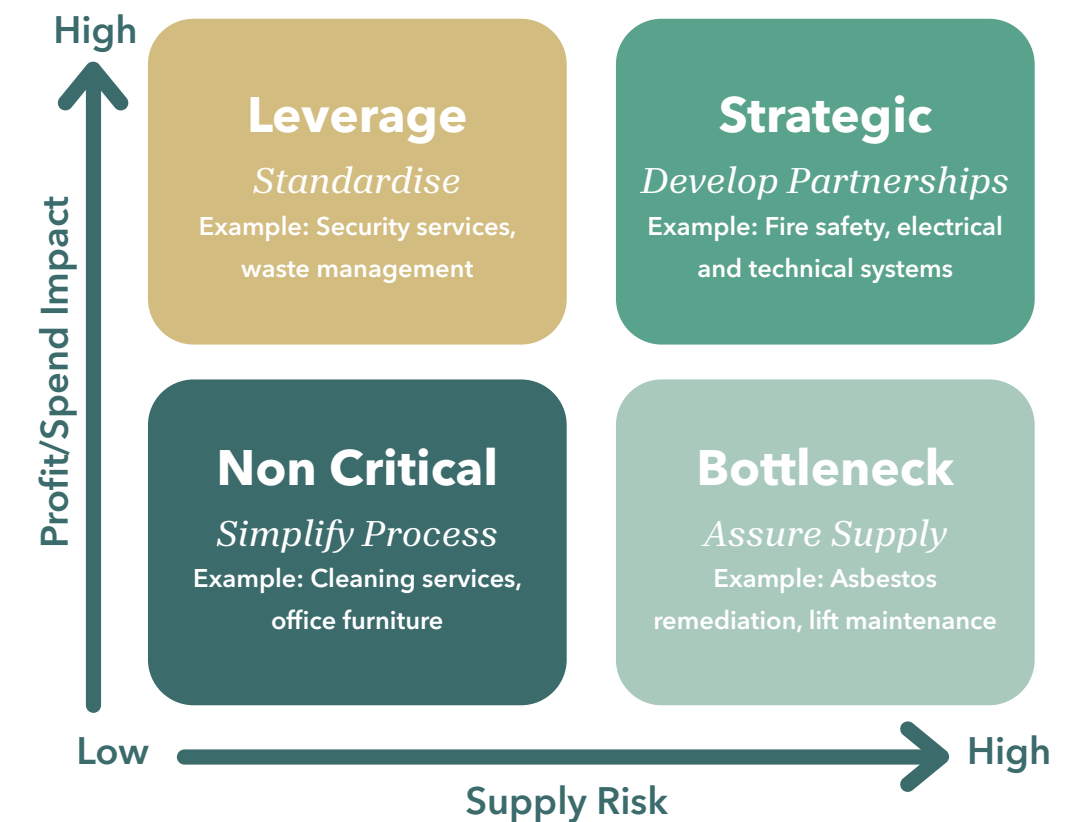 High
Profit/Spend Impact
Leverage
Standardise
Example: Security services,
waste management
Strategic
Develop Partnerships
Example: Fire safety, electrical
and technical systems
Non Critical
Simplify Process
Example: Cleaning services,
office furniture
Bottleneck
Assure Supply
Example: Asbestos
remediation, lift maintenance
Low
High
Supply Risk